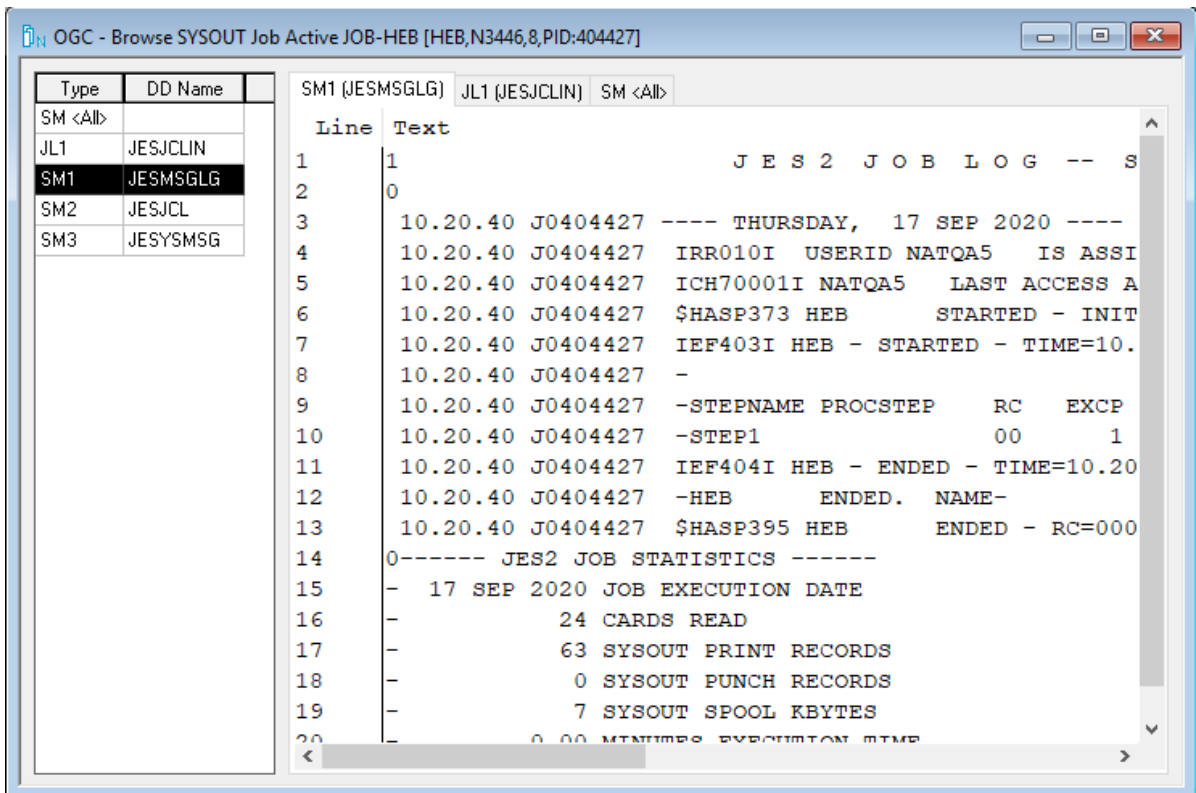 OGC - Browse SYSOUT Job Active JOB-HEB [HEB,N3446,8,PID:404427]
Type DD Name
SM <All>
JL1 JESJCLIN
SM1 JESMSGLG
SM2 JESJCL
SM3 JESYSMSG
SM1 (JESMSGLG) JL1 (JESJCLIN) SM <All>
Line Text
1 1 J E S 2 J O B L O G -- S
2 0
3 10.20.40 J0404427 ---- THURSDAY, 17 SEP 2020 ----
4 10.20.40 J0404427 IRR010I USERID NATQA5 IS ASSI
5 10.20.40 J0404427 ICH70001I NATQA5 LAST ACCESS A
6 10.20.40 J0404427 $HASP373 HEB STARTED - INIT
7 10.20.40 J0404427 IEF403I HEB - STARTED - TIME=10.
8 10.20.40 J0404427 -
9 10.20.40 J0404427 -STEPNAME PROCSTEP RC EXCP
10 10.20.40 J0404427 -STEP1 00 1
11 10.20.40 J0404427 IEF404I HEB - ENDED - TIME=10.20
12 10.20.40 J0404427 -HEB ENDED. NAME-
13 10.20.40 J0404427 $HASP395 HEB ENDED - RC=000
14 0------ JES2 JOB STATISTICS ------
15 - 17 SEP 2020 JOB EXECUTION DATE
16 - 24 CARDS READ
17 - 63 SYSOUT PRINT RECORDS
18 - 0 SYSOUT PUNCH RECORDS
19 - 7 SYSOUT SPOOL KBYTES
20 - 0.00 MINUTES EXECUTION TIME